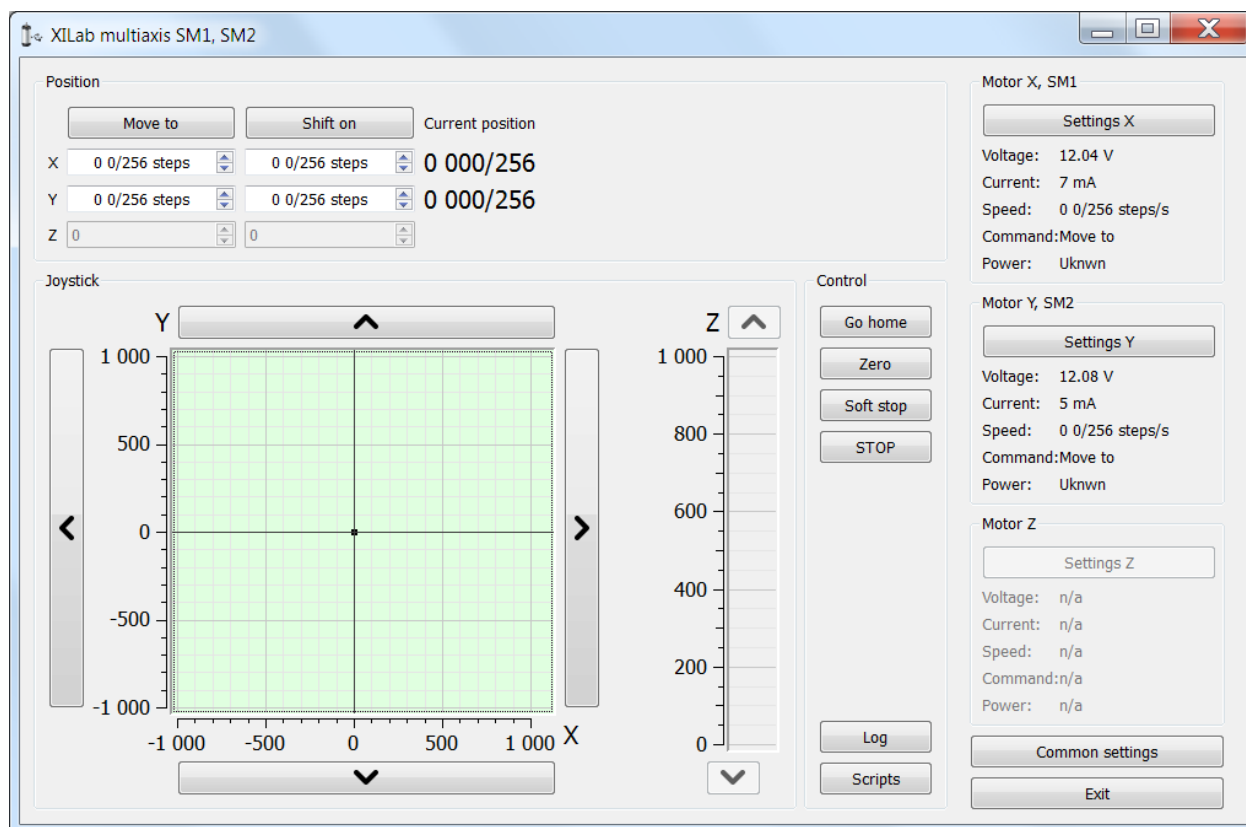 XILab multiaxis SM1, SM2
Position
Move to Shift on Current position
X 0 0/256 steps 0 0/256 steps 0 000/256
Y 0 0/256 steps 0 0/256 steps 0 000/256
Z 0 0
Joystick
Y
1 000
500
0
-500
-1 000
-1 000 -500 0 500 1 000 X
Z
1 000
800
600
400
200
0
Control
Go home
Zero
Soft stop
STOP
Log
Scripts
Motor X, SM1
Settings X
Voltage: 12.04 V
Current: 7 mA
Speed: 0 0/256 steps/s
Command:Move to
Power: Uknwn
Motor Y, SM2
Settings Y
Voltage: 12.08 V
Current: 5 mA
Speed: 0 0/256 steps/s
Command:Move to
Power: Uknwn
Motor Z
Settings Z
Voltage: n/a
Current: n/a
Speed: n/a
Command:n/a
Power: n/a
Common settings
Exit